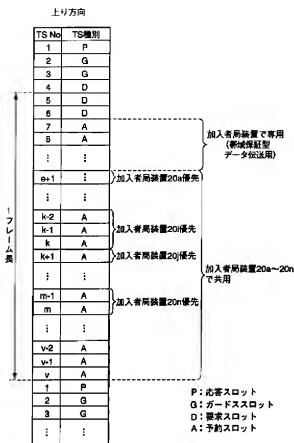 上り方向
TS No TS種別
1 P
2 G
3 G
4 D
5 D
6 D
7 A
8 A
⋮ ⋮
e+1 ⋮
⋮ ⋮
k-2 A
k-1 A
k A
k+1 A
⋮ ⋮
m-1 A
m A
⋮ ⋮
v-2 A
v-1 A
v A
1 P
2 G
3 G
⋮ ⋮
1フレーム長
加入者局装置で専用
(帯域保証型
データ伝送用)
加入者局装置20a優先
加入者局装置20i優先
加入者局装置20j優先
加入者局装置20n優先
加入者局装置20a~20n
で共用
P:応答スロット
G:ガードススロット
D:要求スロット
A:予約スロット